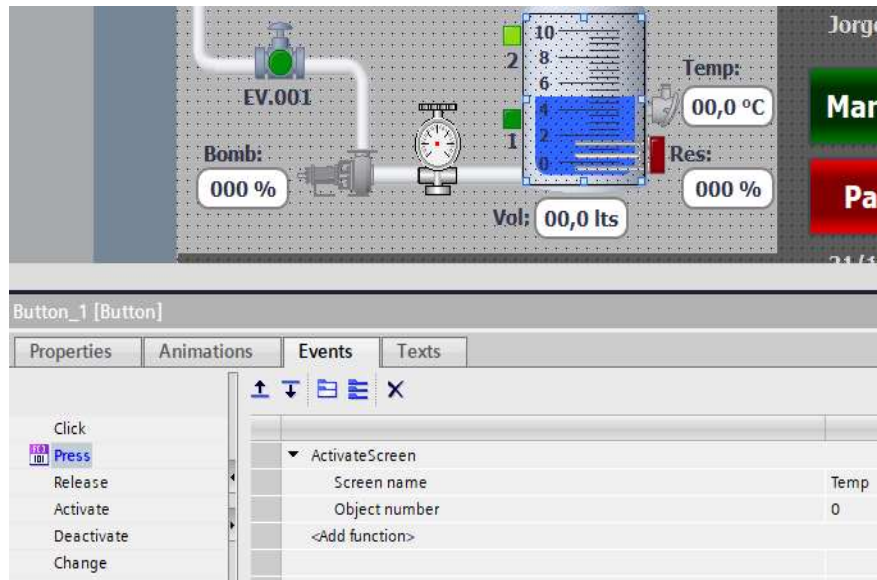 10
8
6
4
2
0
2
1
Jorge
Temp:
00,0 ºC
EV.001
Mar
Bomb:
000 %
Res:
000 %
Pa
Vol:
00,0 lts
Button_1 [Button]
Properties
Animations
Events
Texts
Click
Press
Release
Activate
Deactivate
Change
ActivateScreen
Screen name
Temp
Object number
0
<Add function>